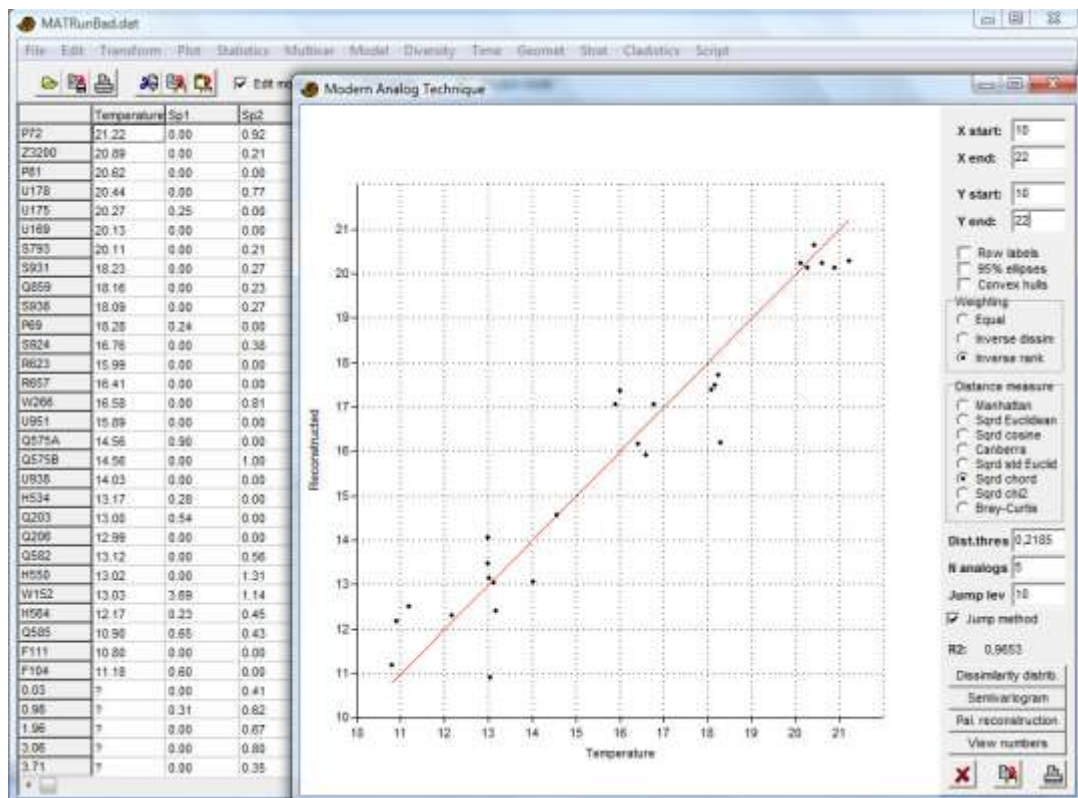 MATRunBad.dat
File Edit Transform Plot Statistics Multivar Model Diversity Time Geomet Strat Cladistics Script
Edit mo
Temperature Sp1 Sp2
P72 21.22 0.00 0.92
Z3200 20.89 0.00 0.21
P81 20.62 0.00 0.00
U178 20.44 0.00 0.77
U175 20.27 0.25 0.00
U169 20.13 0.00 0.00
S793 20.11 0.00 0.21
S931 18.23 0.00 0.27
Q859 18.16 0.00 0.23
S938 18.09 0.00 0.27
P69 18.28 0.24 0.00
S924 16.76 0.00 0.38
R623 15.99 0.00 0.00
R657 16.41 0.00 0.00
W266 16.58 0.00 0.81
U951 15.89 0.00 0.00
Q575A 14.56 0.90 0.00
Q575B 14.56 0.00 1.00
U938 14.03 0.00 0.00
H534 13.17 0.28 0.00
Q203 13.00 0.54 0.00
Q206 12.99 0.00 0.00
Q582 13.12 0.00 0.56
H550 13.02 0.00 1.31
W152 13.03 3.69 1.14
H564 12.17 0.23 0.45
Q585 10.90 0.65 0.43
F111 10.80 0.00 0.00
F104 11.18 0.60 0.00
0.03 ? 0.00 0.41
0.98 ? 0.31 0.62
1.96 ? 0.00 0.67
3.06 ? 0.00 0.80
3.71 ? 0.00 0.35
Modern Analog Technique
21
20
19
18
17
16
15
14
13
12
11
10
Reconstructed
10 11 12 13 14 15 16 17 18 19 20 21
Temperature
X start: 10
X end: 22
Y start: 10
Y end: 22
Row labels
95% ellipses
Convex hulls
Weighting
Equal
Inverse dissim
Inverse rank
Distance measure
Manhattan
Sqrd Euclidean
Sqrd cosine
Canberra
Sqrd std Euclid
Sqrd chord
Sqrd chi2
Bray-Curtis
Dist.thres 0,2185
N analogs 5
Jump lev 10
Jump method
R2: 0,9653
Dissimilarity distrib.
Semivariogram
Pal. reconstruction
View numbers